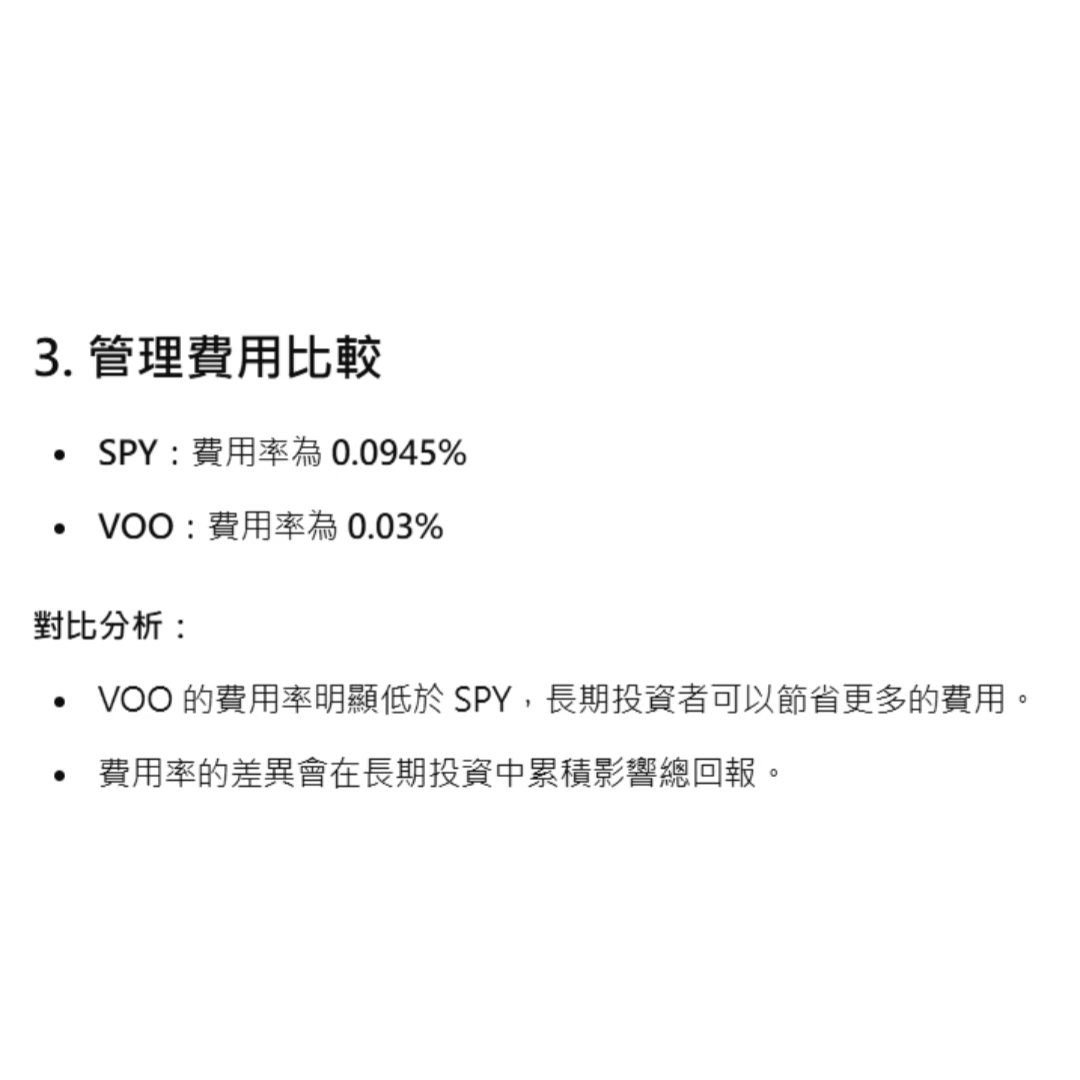 3. 管理費用比較
• SPY：費用率為 0.0945%
• VOO：費用率為 0.03%
對比分析：
• VOO 的費用率明顯低於 SPY，長期投資者可以節省更多的費用。
• 費用率的差異會在長期投資中累積影響總回報。